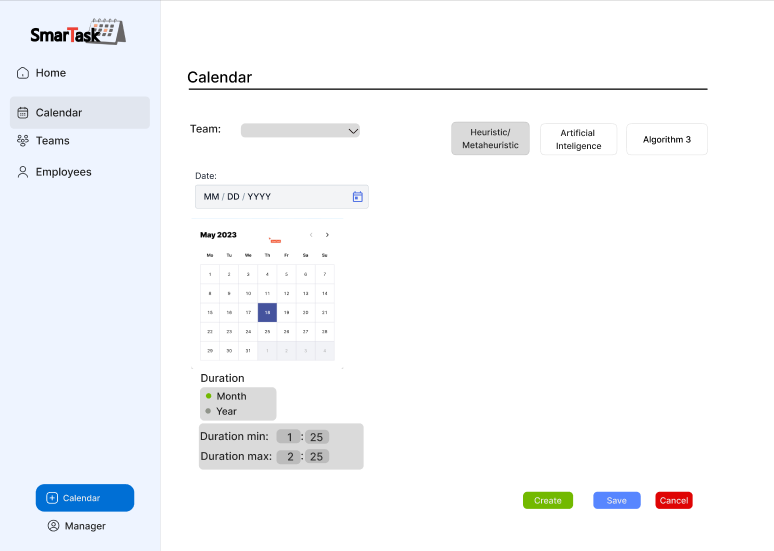 SmarTask
Home
Calendar
Teams
Employees
Calendar
Manager
Calendar
Team:
Heuristic/
Metaheuristic
Artificial
Inteligence
Algorithm 3
Date:
MM / DD / YYYY
May 2023
Mo Tu We Th Fr Sa Su
1 2 3 4 5 6 7
8 9 10 11 12 13 14
15 16 17 18 19 20 21
22 23 24 25 26 27 28
29 30 31 1 2 3 4
Duration
Month
Year
Duration min: 1 : 25
Duration max: 2 : 25
Create Save Cancel